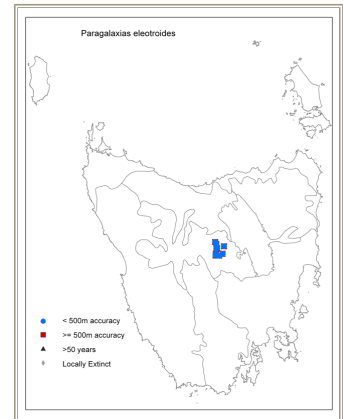 Paragalaxias eleotroides
< 500m accuracy
>= 500m accuracy
>50 years
Locally Extinct